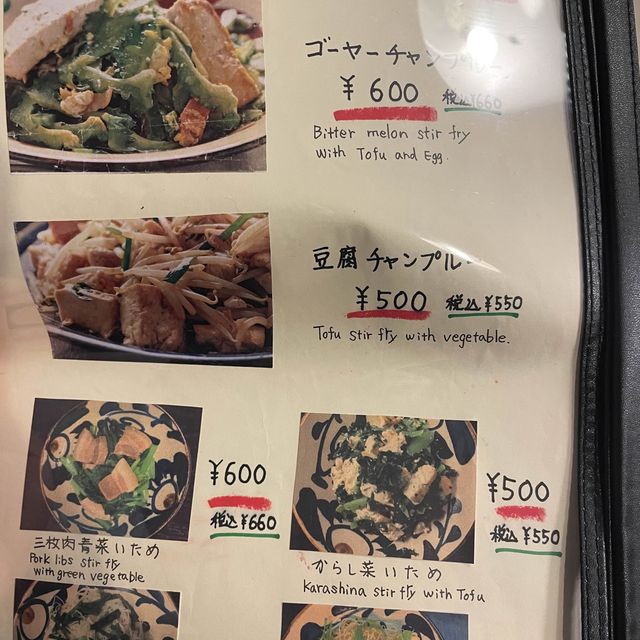 ゴーヤーチャンプルー
¥600 税込¥660
Bitter melon stir fry
with Tofu and Egg.
豆腐チャンプルー
¥500 税込¥550
Tofu stir fry with vegetable.
¥600
税込¥660
三枚肉青菜いため
Pork libs stir fry
with green vegetable
¥500
税込¥550
からし菜いため
Karashina stir fry with Tofu